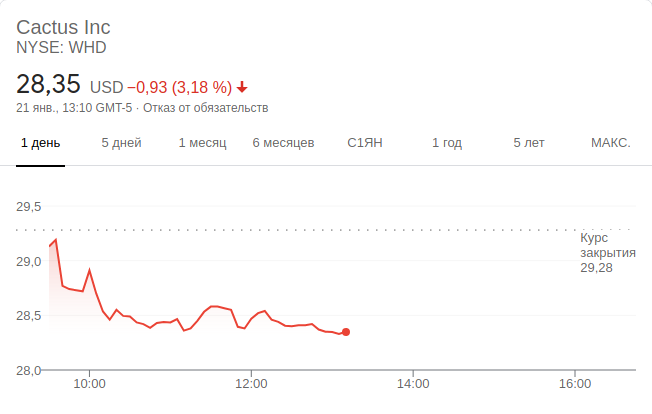 Cactus Inc
NYSE: WHD
28,35 USD −0,93 (3,18 %)
21 янв., 13:10 GMT-5 · Отказ от обязательств
1 день 5 дней 1 месяц 6 месяцев С1ЯН 1 год 5 лет МАКС.
29,5
Курс
закрытия
29,28
29,0
28,5
28,0
10:00 12:00 14:00 16:00